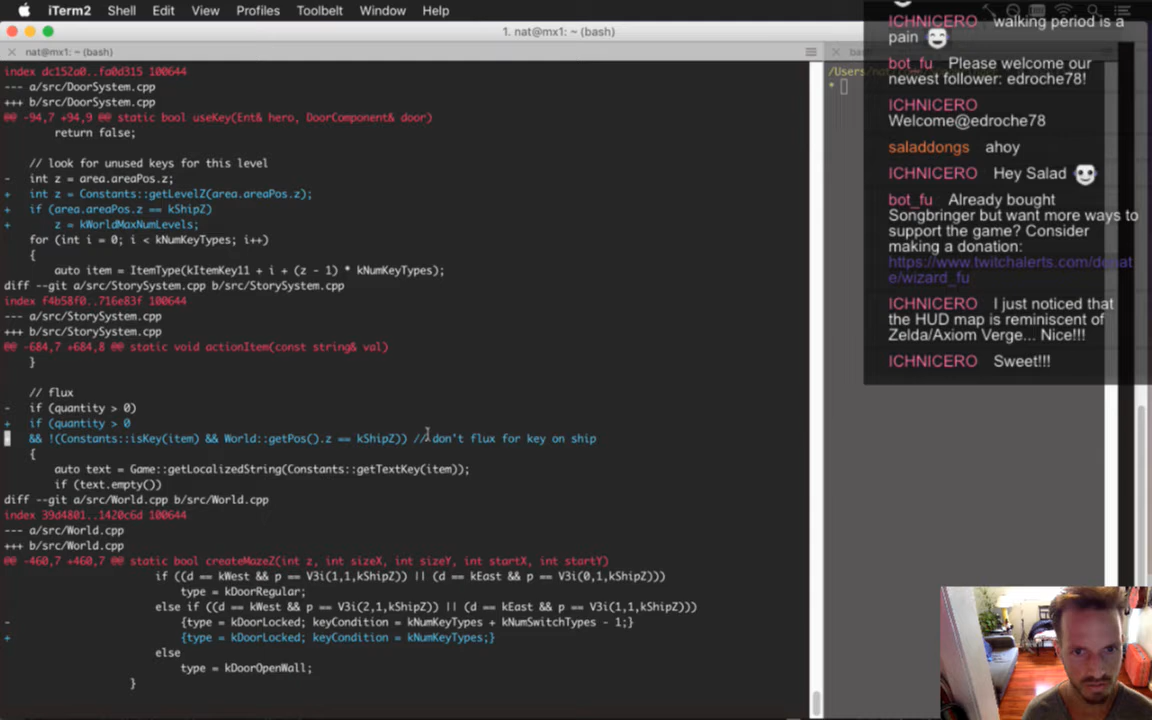 iTerm2 Shell Edit View Profiles Toolbelt Window Help
1. nat@mx1: ~ (bash)
nat@mx1: ~ (bash)
index dc152a0..fa0d315 100644
--- a/src/DoorSystem.cpp
+++ b/src/DoorSystem.cpp
@@ -94,7 +94,9 @@ static bool useKey(Ent& hero, DoorComponent& door)
return false;
// look for unused keys for this level
- int z = area.areaPos.z;
+ int z = Constants::getLevelZ(area.areaPos.z);
+ if (area.areaPos.z == kShipZ)
+ z = kWorldMaxNumLevels;
for (int i = 0; i < kNumKeyTypes; i++)
{
auto item = ItemType(kItemKey11 + i + (z - 1) * kNumKeyTypes);
diff --git a/src/StorySystem.cpp b/src/StorySystem.cpp
index f4b58f0..716e83f 100644
--- a/src/StorySystem.cpp
+++ b/src/StorySystem.cpp
@@ -684,7 +684,8 @@ static void actionItem(const string& val)
}
// flux
- if (quantity > 0)
+ if (quantity > 0
+ && !(Constants::isKey(item) && World::getPos().z == kShipZ)) // don't flux for key on ship
{
auto text = Game::getLocalizedString(Constants::getTextKey(item));
if (text.empty())
diff --git a/src/World.cpp b/src/World.cpp
index 39d4801..1420c6d 100644
--- a/src/World.cpp
+++ b/src/World.cpp
@@ -460,7 +460,7 @@ static bool createMazeZ(int z, int sizeX, int sizeY, int startX, int startY)
if ((d == kWest && p == V3i(1,1,kShipZ)) || (d == kEast && p == V3i(0,1,kShipZ)))
type = kDoorRegular;
else if ((d == kWest && p == V3i(2,1,kShipZ)) || (d == kEast && p == V3i(1,1,kShipZ)))
- {type = kDoorLocked; keyCondition = kNumKeyTypes + kNumSwitchTypes - 1;}
+ {type = kDoorLocked; keyCondition = kNumKeyTypes;}
else
type = kDoorOpenWall;
}
ICHNICERO walking period is a
pain
bot_fu Please welcome our
newest follower: edroche78!
ICHNICERO
Welcome@edroche78
saladdongs ahoy
ICHNICERO Hey Salad
bot_fu Already bought
Songbringer but want more ways to
support the game? Consider
making a donation:
https://www.twitchalerts.com/donat
e/wizard_fu
ICHNICERO I just noticed that
the HUD map is reminiscent of
Zelda/Axiom Verge... Nice!!!
ICHNICERO Sweet!!!